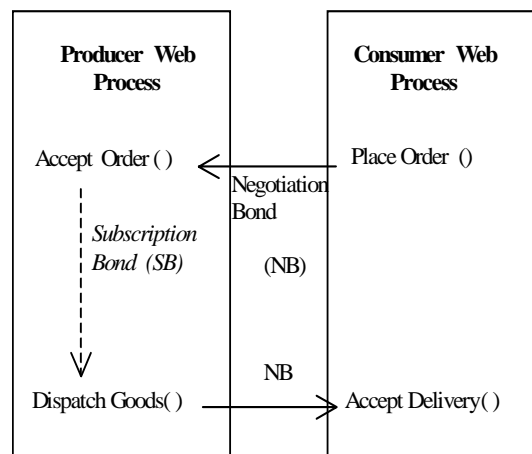 Producer Web
Process
Consumer Web
Process
Accept Order ( )
Place Order ()
Negotiation
Bond
Subscription
Bond (SB)
(NB)
NB
Dispatch Goods( )
Accept Delivery( )